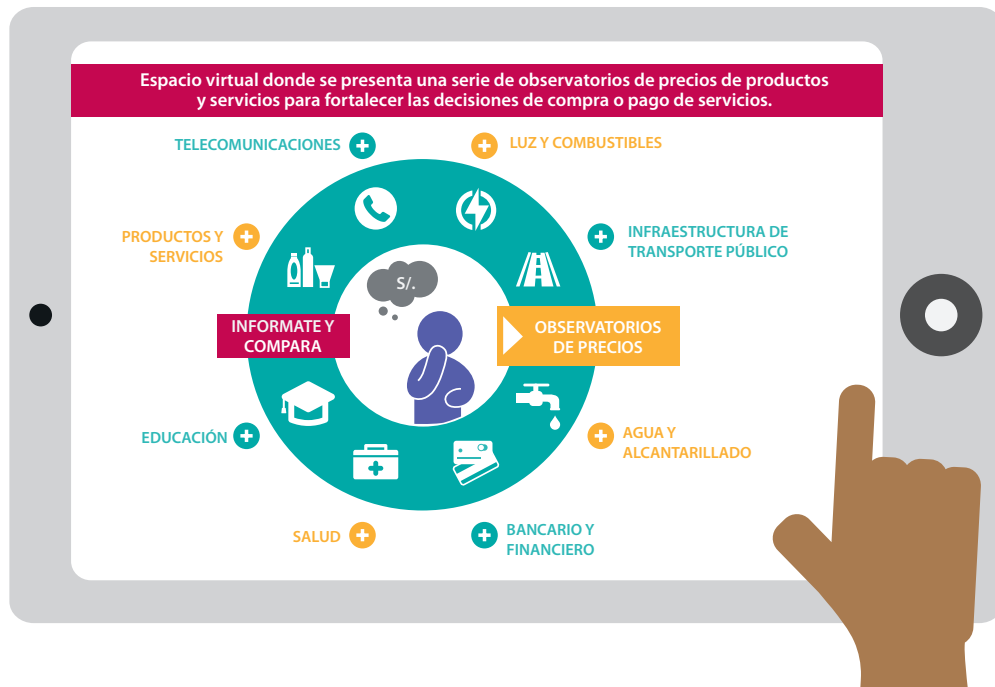 Espacio virtual donde se presenta una serie de observatorios de precios de productos
y servicios para fortalecer las decisiones de compra o pago de servicios.
TELECOMUNICACIONES
LUZ Y COMBUSTIBLES
PRODUCTOS Y
SERVICIOS
INFRAESTRUCTURA DE
TRANSPORTE PÚBLICO
S/.
INFORMATE Y
COMPARA
OBSERVATORIOS
DE PRECIOS
EDUCACIÓN
AGUA Y
ALCANTARILLADO
SALUD
BANCARIO Y
FINANCIERO